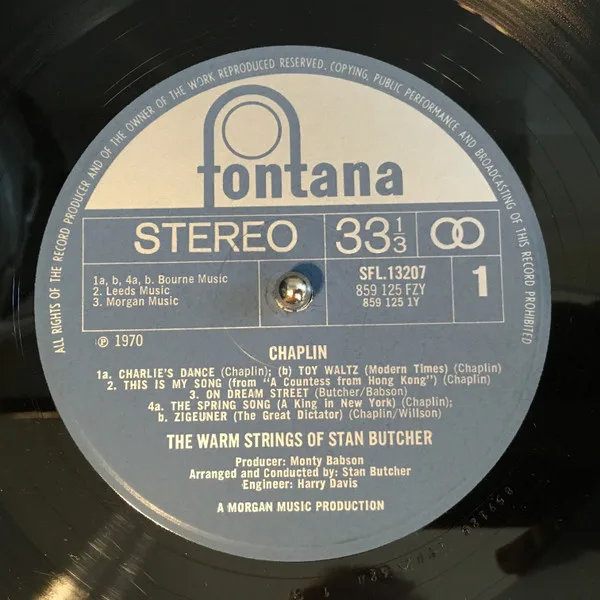 ALL RIGHTS OF THE RECORD PRODUCER AND OF THE OWNER OF THE WORK REPRODUCED RESERVED. COPYING, PUBLIC PERFORMANCE AND BROADCASTING OF THIS RECORD PROHIBITED
fontana
STEREO 33 1/3
1a, b, 4a, b. Bourne Music
2. Leeds Music
3. Morgan Music
SFL.13207
859 125 FZY
859 125 1Y
1
℗ 1970
CHAPLIN
1a. CHARLIE'S DANCE (Chaplin); (b) TOY WALTZ (Modern Times) (Chaplin)
2. THIS IS MY SONG (from "A Countess from Hong Kong") (Chaplin)
3. ON DREAM STREET (Butcher/Babson)
4a. THE SPRING SONG (A King in New York) (Chaplin);
b. ZIGEUNER (The Great Dictator) (Chaplin/Willson)
THE WARM STRINGS OF STAN BUTCHER
Producer: Monty Babson
Arranged and Conducted by: Stan Butcher
Engineer: Harry Davis
A MORGAN MUSIC PRODUCTION